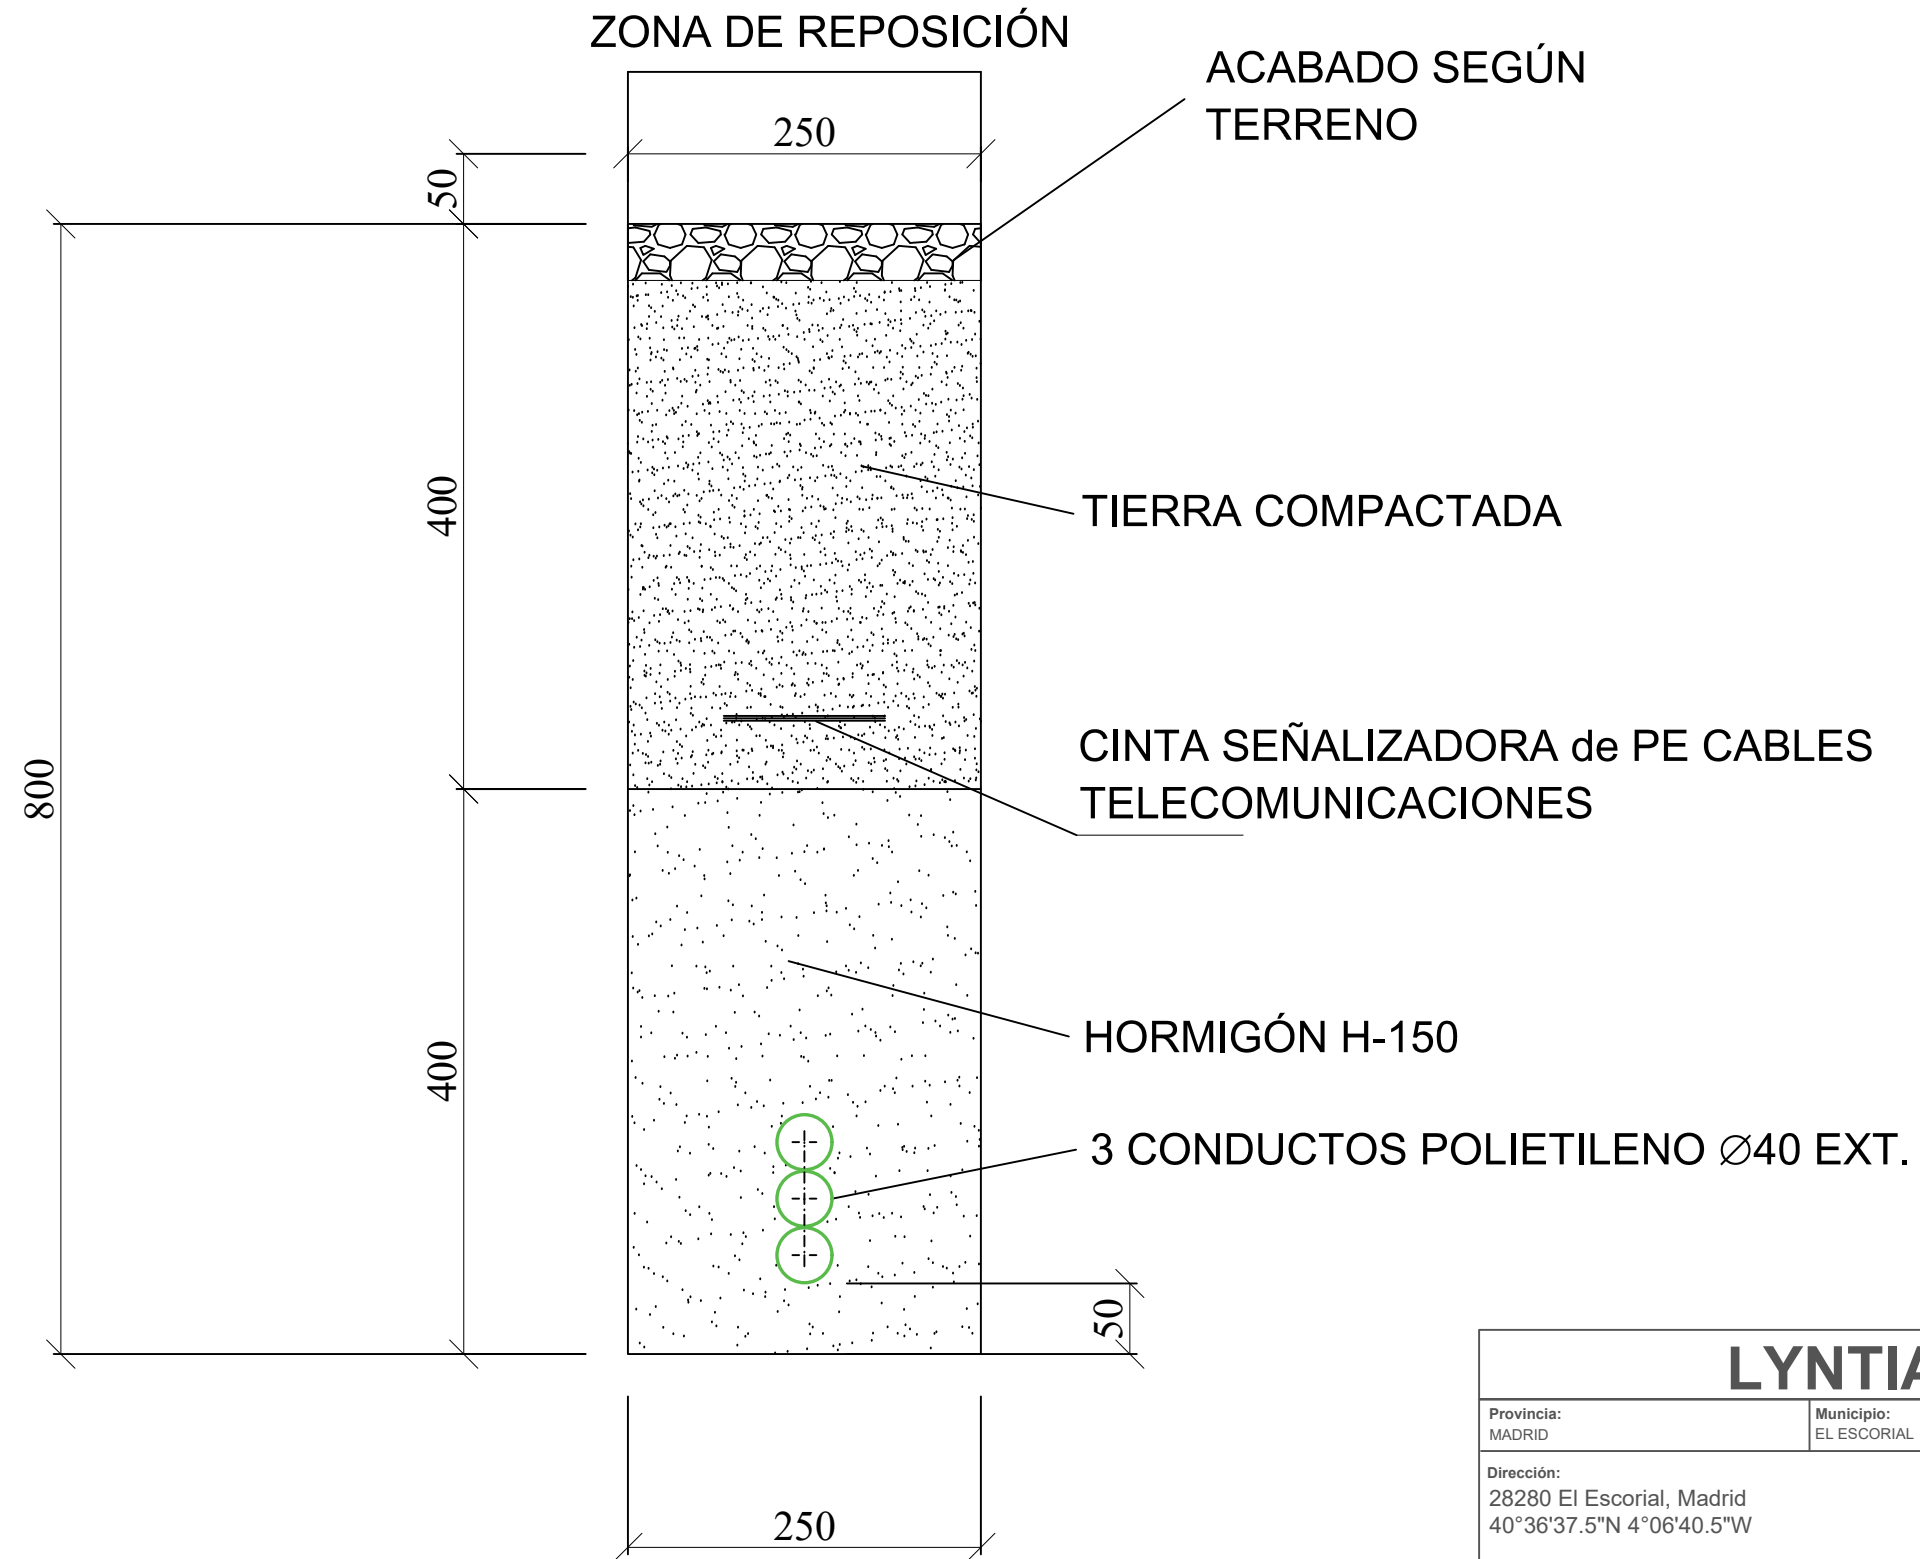 ZONA DE REPOSICIÓN
ACABADO SEGÚN
TERRENO
250
50
400
TIERRA COMPACTADA
CINTA SEÑALIZADORA de PE CABLES
TELECOMUNICACIONES
800
HORMIGÓN H-150
400
3 CONDUCTOS POLIETILENO Ø40 EXT.
50
250
LYNTIA
Provincia:
MADRID
Municipio:
EL ESCORIAL
Dirección:
28280 El Escorial, Madrid
40°36'37.5"N 4°06'40.5"W